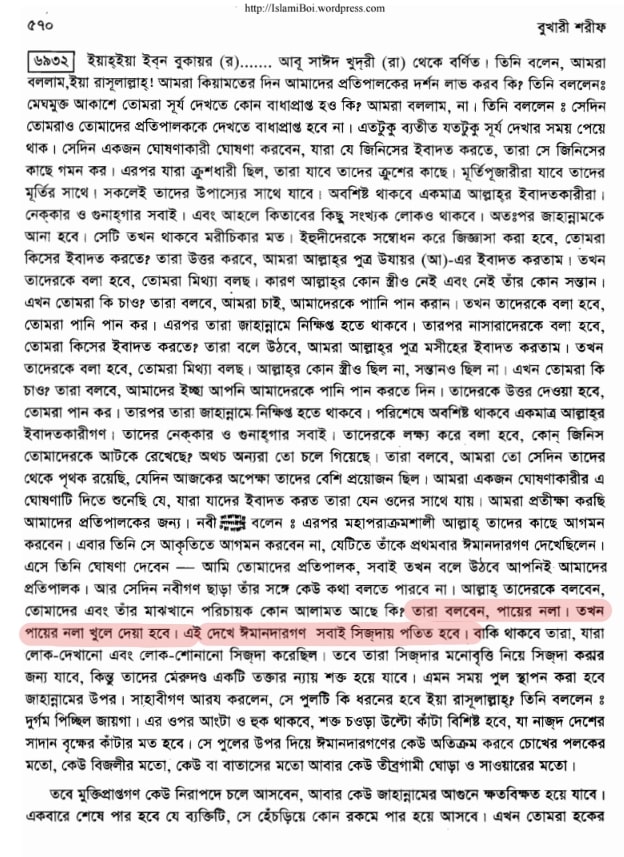 http://IslamiBoi.wordpress.com
৫৭০ বুখারী শরীফ
৬৯৩২ ইয়াহ্ইয়া ইব্‌ন বুকায়র (র)....... আবূ সাঈদ খুদ্‌রী (রা) থেকে বর্ণিত। তিনি বলেন, আমরা
বললাম,ইয়া রাসূলাল্লাহ্! আমরা কিয়ামতের দিন আমাদের প্রতিপালকের দর্শন লাভ করব কি? তিনি বললেনঃ
মেঘমুক্ত আকাশে তোমরা সূর্য দেখতে কোন বাধাপ্রাপ্ত হও কি? আমরা বললাম, না। তিনি বললেন ঃ সেদিন
তোমরাও তোমাদের প্রতিপালককে দেখতে বাধাপ্রাপ্ত হবে না। এতটুকু ব্যতীত যতটুকু সূর্য দেখার সময় পেয়ে
থাক। সেদিন একজন ঘোষণাকারী ঘোষণা করবেন, যারা যে জিনিসের ইবাদত করতে, তারা সে জিনিসের
কাছে গমন কর। এরপর যারা ক্রুশধারী ছিল, তারা যাবে তাদের ক্রুশের কাছে। মূর্তিপূজারীরা যাবে তাদের
মূর্তির সাথে। সকলেই তাদের উপাস্যের সাথে যাবে। অবশিষ্ট থাকবে একমাত্র আল্লাহ্‌র ইবাদতকারীরা।
নেক্‌কার ও গুনাহ্‌গার সবাই। এবং আহলে কিতাবের কিছু সংখ্যক লোকও থাকবে। অতঃপর জাহান্নামকে
আনা হবে। সেটি তখন থাকবে মরীচিকার মত। ইহুদীদেরকে সম্বোধন করে জিজ্ঞাসা করা হবে, তোমরা
কিসের ইবাদত করতে? তারা উত্তর করবে, আমরা আল্লাহ্‌র পুত্র উযায়র (আ)-এর ইবাদত করতাম। তখন
তাদেরকে বলা হবে, তোমরা মিথ্যা বলছ। কারণ আল্লাহ্‌র কোন স্ত্রীও নেই এবং নেই তাঁর কোন সন্তান।
এখন তোমরা কি চাও? তারা বলবে, আমরা চাই, আমাদেরকে পাানি পান করান। তখন তাদেরকে বলা হবে,
তোমরা পানি পান কর। এরপর তারা জাহান্নামে নিক্ষিপ্ত হতে থাকবে। তারপর নাসারাদেরকে বলা হবে,
তোমরা কিসের ইবাদত করতে? তারা বলে উঠবে, আমরা আল্লাহ্‌র পুত্র মসীহের ইবাদত করতাম। তখন
তাদেরকে বলা হবে, তোমরা মিথ্যা বলছ। আল্লাহ্‌র কোন স্ত্রীও ছিল না, সন্তানও ছিল না। এখন তোমরা কি
চাও? তারা বলবে, আমাদের ইচ্ছা আপনি আমাদেরকে পানি পান করতে দিন। তাদেরকে উত্তর দেওয়া হবে,
তোমরা পান কর। তারপর তারা জাহান্নামে নিক্ষিপ্ত হতে থাকবে। পরিশেষে অবশিষ্ট থাকবে একমাত্র আল্লাহ্‌র
ইবাদতকারীগণ। তাদের নেক্‌কার ও গুনাহ্‌গার সবাই। তাদেরকে লক্ষ্য করে বলা হবে, কোন্ জিনিস
তোমাদেরকে আটকে রেখেছে? অথচ অন্যরা তো চলে গিয়েছে। তারা বলবে, আমরা তো সেদিন তাদের
থেকে পৃথক রয়েছি, যেদিন আজকের অপেক্ষা তাদের বেশি প্রয়োজন ছিল। আমরা একজন ঘোষণাকারীর এ
ঘোষণাটি দিতে শুনেছি যে, যারা যাদের ইবাদত করত তারা যেন ওদের সাথে যায়। আমরা প্রতীক্ষা করছি
আমাদের প্রতিপালকের জন্য। নবী বলেন ঃ এরপর মহাপরাক্রমশালী আল্লাহ্ তাদের কাছে আগমন
করবেন। এবার তিনি সে আকৃতিতে আগমন করবেন না, যেটিতে তাঁকে প্রথমবার ঈমানদারগণ দেখেছিলেন।
এসে তিনি ঘোষণা দেবেন — আমি তোমাদের প্রতিপালক, সবাই তখন বলে উঠবে আপনিই আমাদের
প্রতিপালক। আর সেদিন নবীগণ ছাড়া তাঁর সঙ্গে কেউ কথা বলতে পারবে না। আল্লাহ্ তাদেরকে বলবেন,
তোমাদের এবং তাঁর মাঝখানে পরিচায়ক কোন আলামত আছে কি? তারা বলবেন, পায়ের নলা। তখন
পায়ের নলা খুলে দেয়া হবে। এই দেখে ঈমানদারগণ সবাই সিজ্‌দায় পতিত হবে। বাকি থাকবে তারা, যারা
লোক-দেখানো এবং লোক-শোনানো সিজ্‌দা করেছিল। তবে তারা সিজ্‌দার মনোবৃত্তি নিয়ে সিজ্‌দা করার
জন্য যাবে, কিন্তু তাদের মেরুদণ্ড একটি তক্তার ন্যায় শক্ত হয়ে যাবে। এমন সময় পুল স্থাপন করা হবে
জাহান্নামের উপর। সাহাবীগণ আরয করলেন, সে পুলটি কি ধরনের হবে ইয়া রাসূলাল্লাহ্? তিনি বললেন ঃ
দুর্গম পিচ্ছিল জায়গা। এর ওপর আংটা ও হুক থাকবে, শক্ত চওড়া উল্টো কাঁটা বিশিষ্ট হবে, যা নাজ্‌দ দেশের
সাদান বৃক্ষের কাঁটার মত হবে। সে পুলের উপর দিয়ে ঈমানদারগণের কেউ অতিক্রম করবে চোখের পলকের
মতো, কেউ বিজলীর মতো, কেউ বা বাতাসের মতো আবার কেউ তীব্রগামী ঘোড়া ও সাওয়ারের মতো।
তবে মুক্তিপ্রাপ্তগণ কেউ নিরাপদে চলে আসবেন, আবার কেউ জাহান্নামের আগুনে ক্ষতবিক্ষত হয়ে যাবে।
একবারে শেষে পার হবে যে ব্যক্তিটি, সে হেঁচড়িয়ে কোন রকমে পার হয়ে আসবে। এখন তোমরা হকের